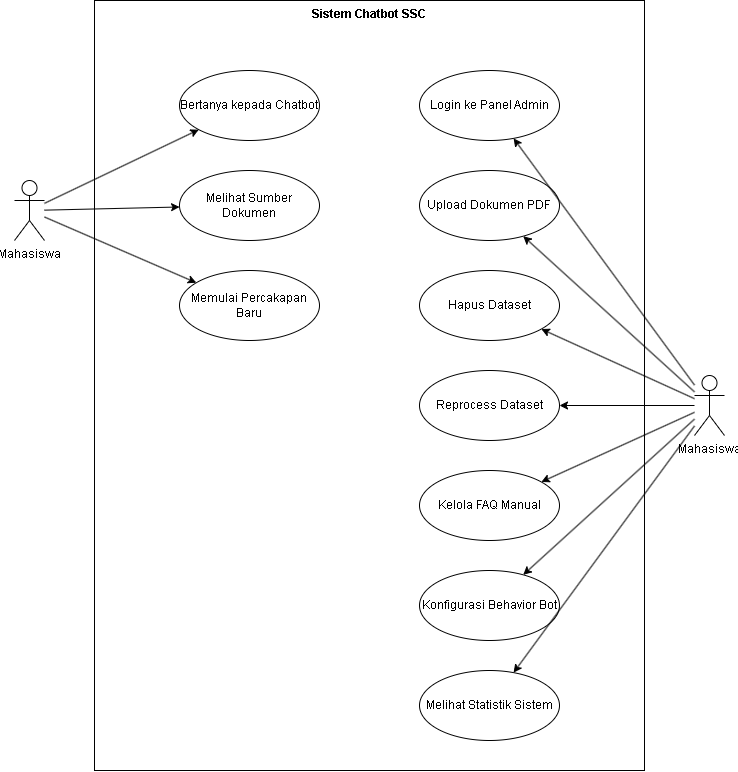 Sistem Chatbot SSC
Bertanya kepada Chatbot
Melihat Sumber
Dokumen
Memulai Percakapan
Baru
Mahasiswa
Login ke Panel Admin
Upload Dokumen PDF
Hapus Dataset
Reprocess Dataset
Kelola FAQ Manual
Konfigurasi Behavior Bot
Melihat Statistik Sistem
Mahasiswa